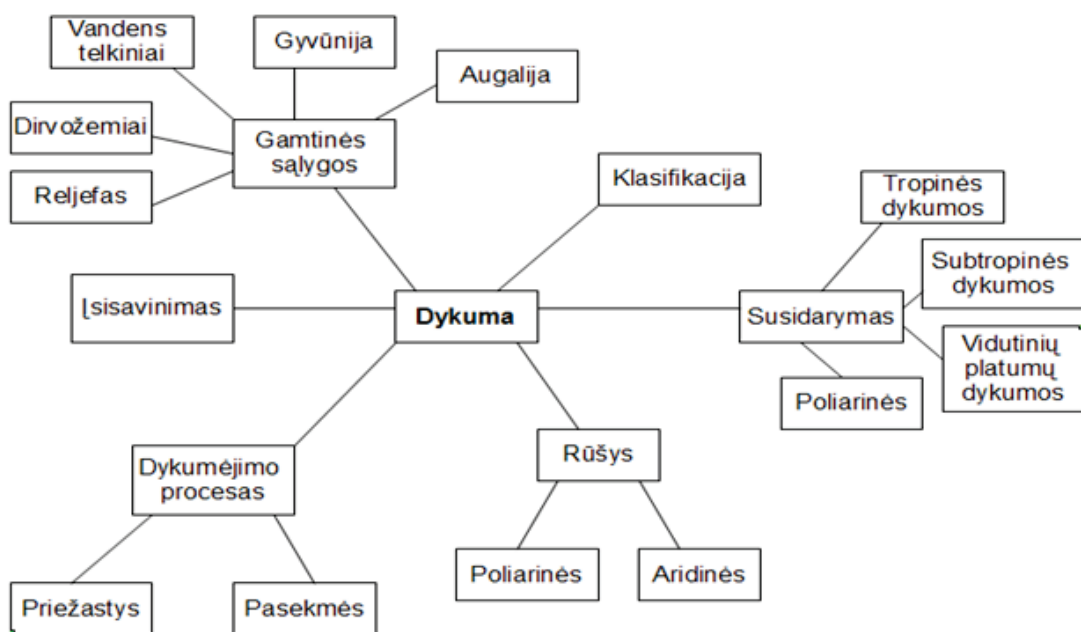 Vandens
telkiniai
Gyvūnija
Augalija
Dirvožemiai
Gamtinės
sąlygos
Reljefas
Klasifikacija
Tropinės
dykumos
Subtropinės
dykumos
Įsisavinimas
Dykuma
Susidarymas
Vidutinių
platumų
dykumos
Poliarinės
Dykumėjimo
procesas
Rūšys
Priežastys
Pasekmės
Poliarinės
Aridinės